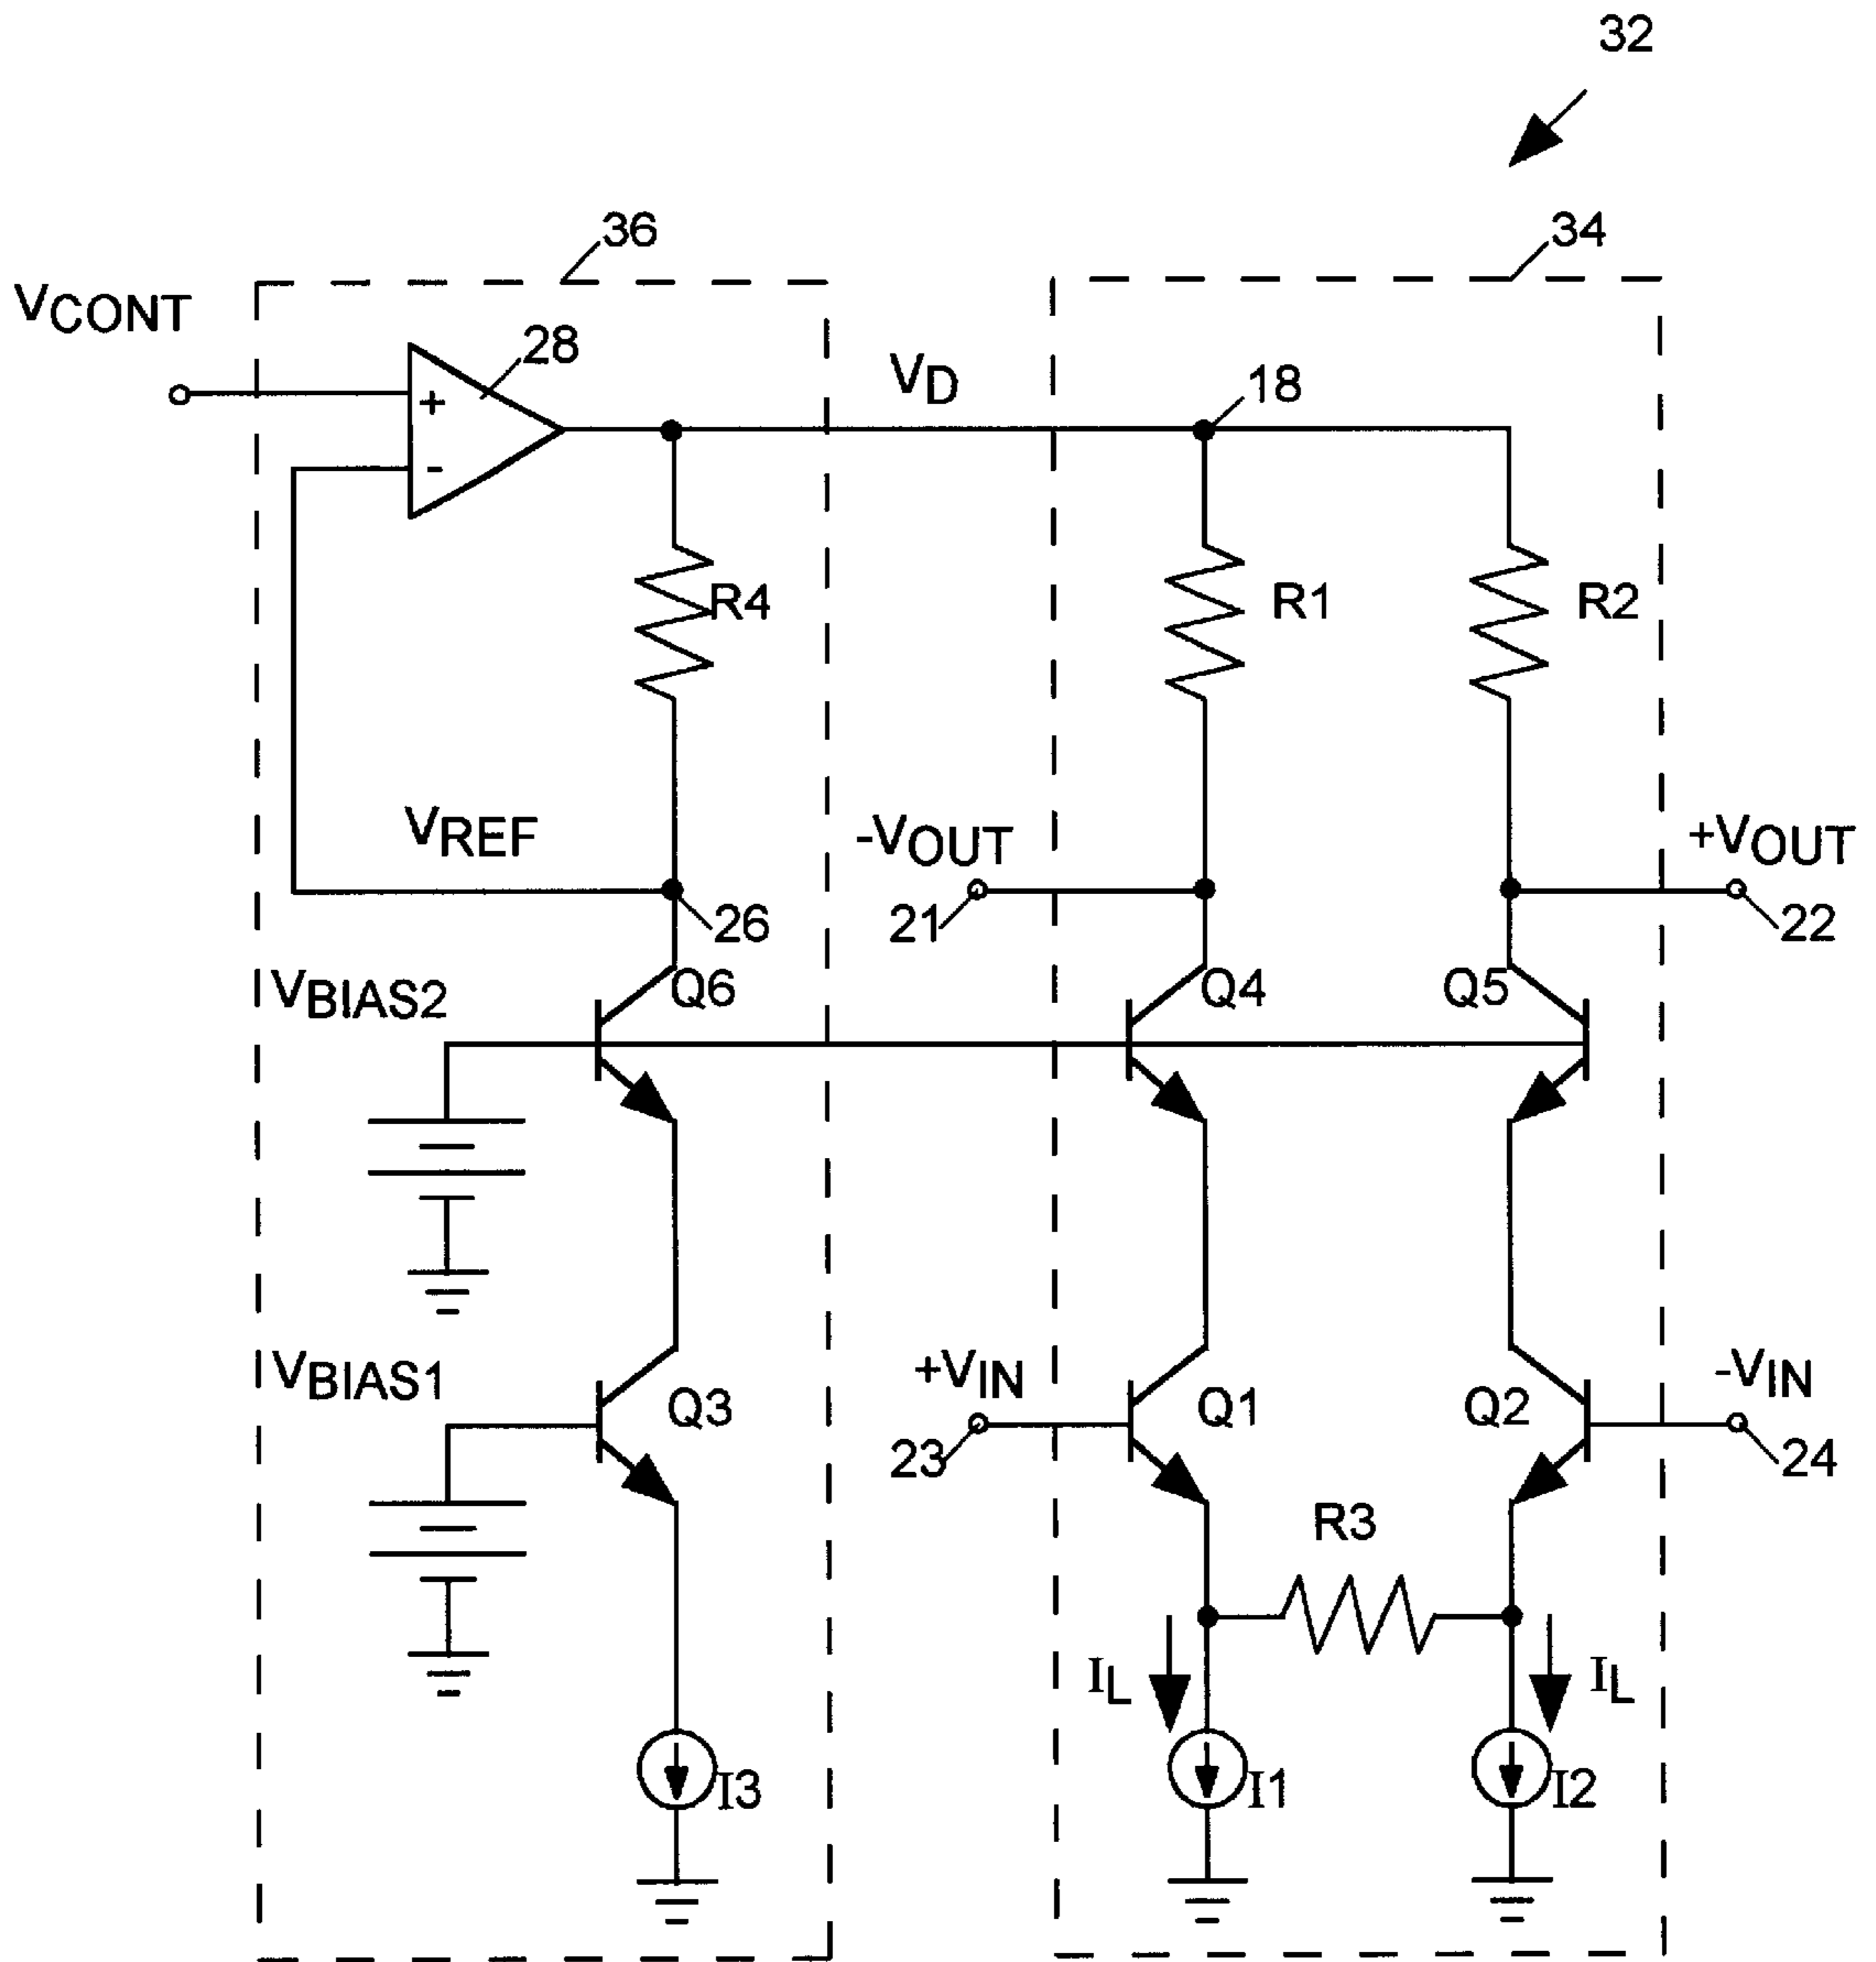 32
36
34
VCONT
28
VD
18
+
-
R4
R1
R2
VREF
-VOUT
+VOUT
26
21
22
VBIAS2
Q6
Q4
Q5
VBIAS1
+VIN
-VIN
Q3
Q1
Q2
23
24
R3
IL
IL
I3
I1
I2